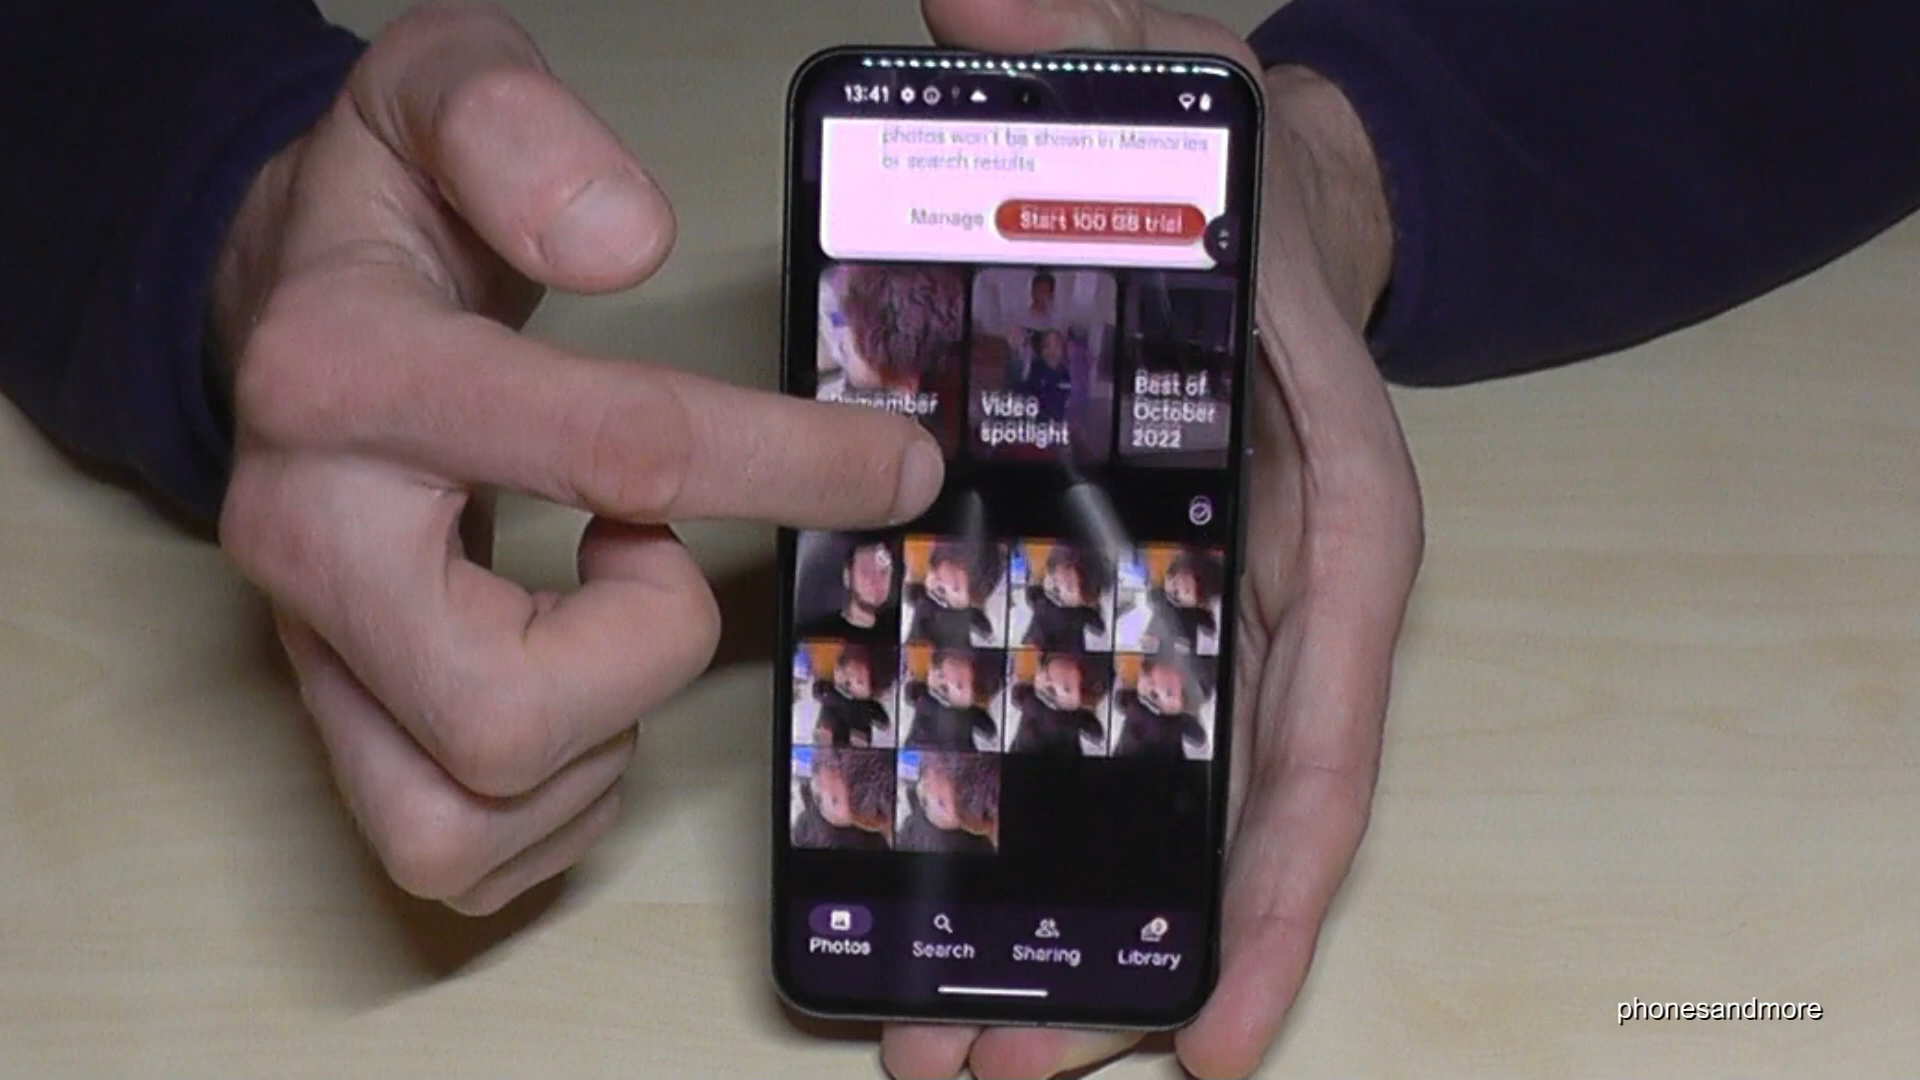 13:41
photos won't be shown in Memories
or search results
Manage
Start 100 GB trial
Video
spotlight
Best of
October
2022
Photos
Search
Sharing
Library
phonesandmore